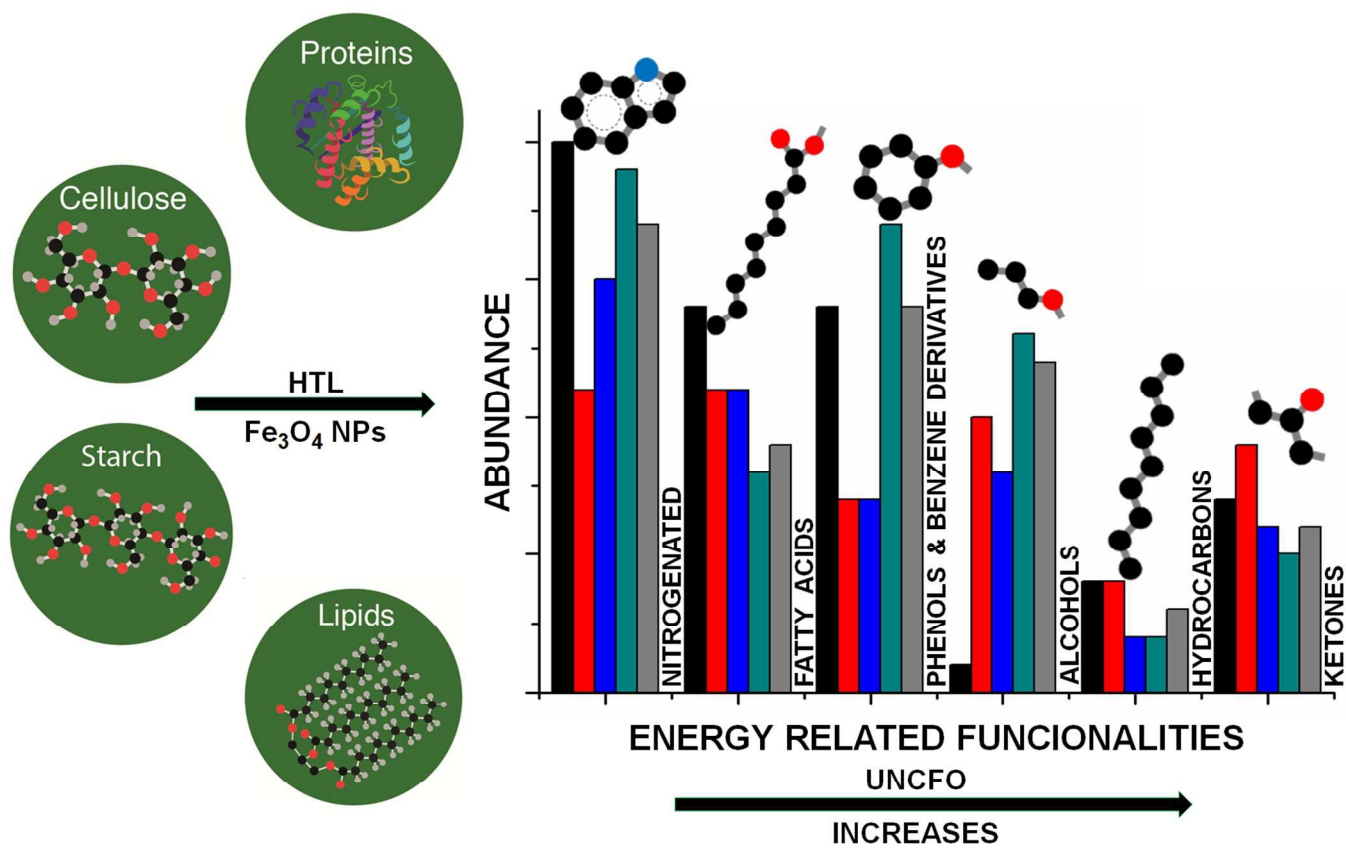 Proteins
Cellulose
Starch
Lipids
HTL
Fe₃O₄ NPs
ABUNDANCE
NITROGENATED
FATTY ACIDS
PHENOLS & BENZENE DERIVATIVES
ALCOHOLS
HYDROCARBONS
KETONES
ENERGY RELATED FUNCIONALITIES
UNCFO
INCREASES